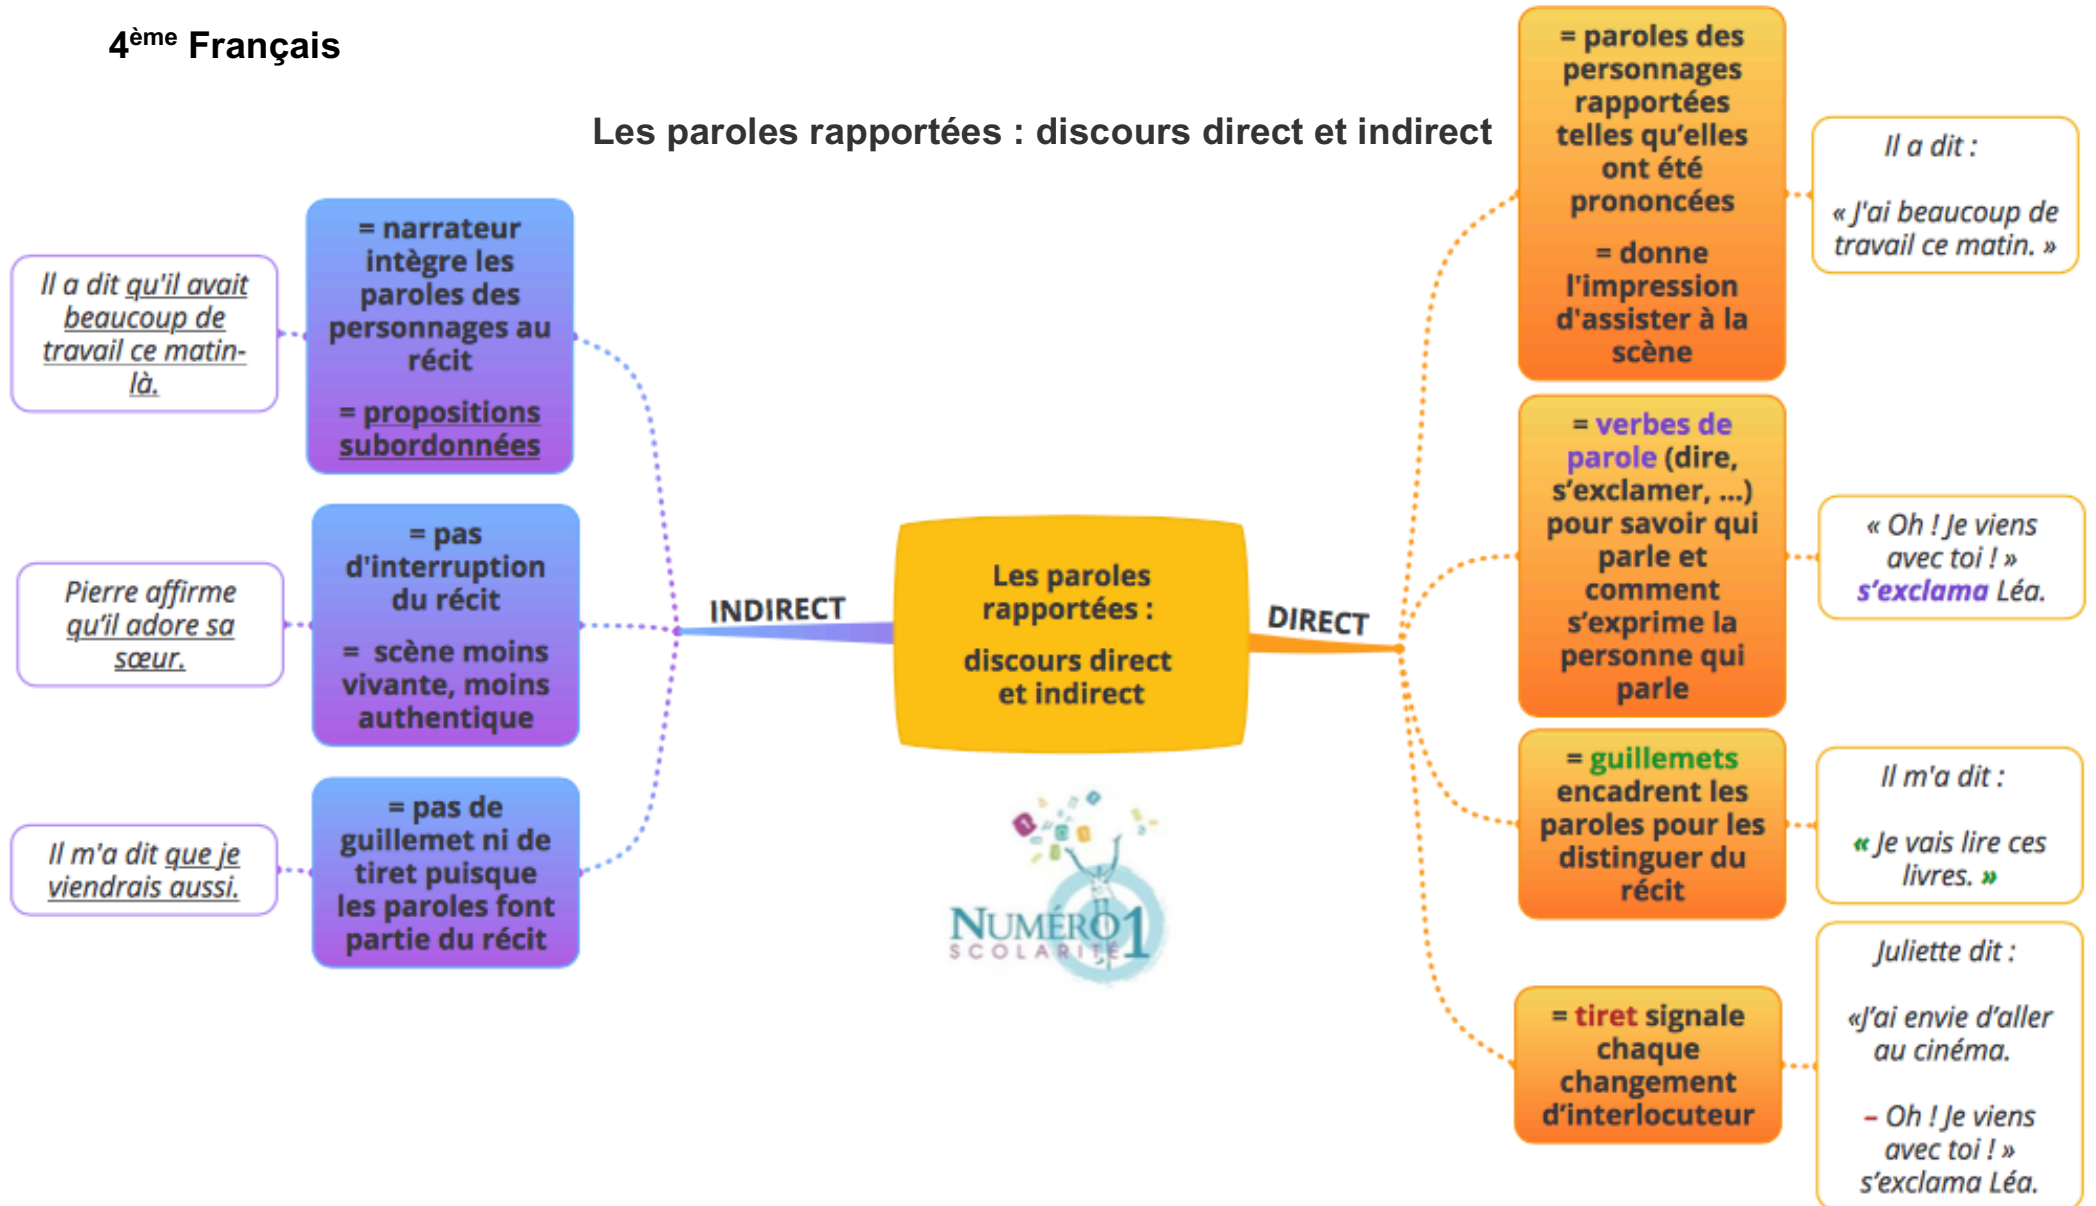 4ème Français
Les paroles rapportées : discours direct et indirect
Il a dit qu'il avait
beaucoup de
travail ce matin-
là.
= narrateur
intègre les
paroles des
personnages au
récit
= propositions
subordonnées
Pierre affirme
qu'il adore sa
sœur.
= pas
d'interruption
du récit
= scène moins
vivante, moins
authentique
Il m'a dit que je
viendrais aussi.
= pas de
guillemet ni de
tiret puisque
les paroles font
partie du récit
INDIRECT
Les paroles
rapportées :
discours direct
et indirect
DIRECT
NUMÉRO1
SCOLARITÉ
= paroles des
personnages
rapportées
telles qu'elles
ont été
prononcées
= donne
l'impression
d'assister à la
scène
Il a dit :
« J'ai beaucoup de
travail ce matin. »
= verbes de
parole (dire,
s'exclamer, ...)
pour savoir qui
parle et
comment
s'exprime la
personne qui
parle
« Oh ! Je viens
avec toi ! »
s'exclama Léa.
= guillemets
encadrent les
paroles pour les
distinguer du
récit
Il m'a dit :
« Je vais lire ces
livres. »
= tiret signale
chaque
changement
d'interlocuteur
Juliette dit :
«J'ai envie d'aller
au cinéma.
– Oh ! Je viens
avec toi ! »
s'exclama Léa.